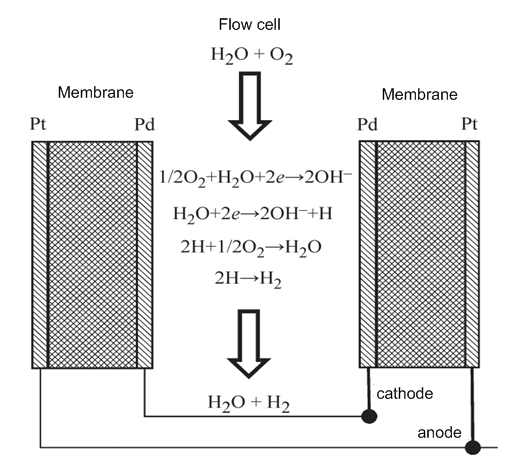 Flow cell
H₂O + O₂
Membrane
Membrane
Pt
Pd
Pd
Pt
1/2O₂+H₂O+2e→2OH⁻
H₂O+2e→2OH⁻+H
2H+1/2O₂→H₂O
2H→H₂
H₂O + H₂
cathode
anode